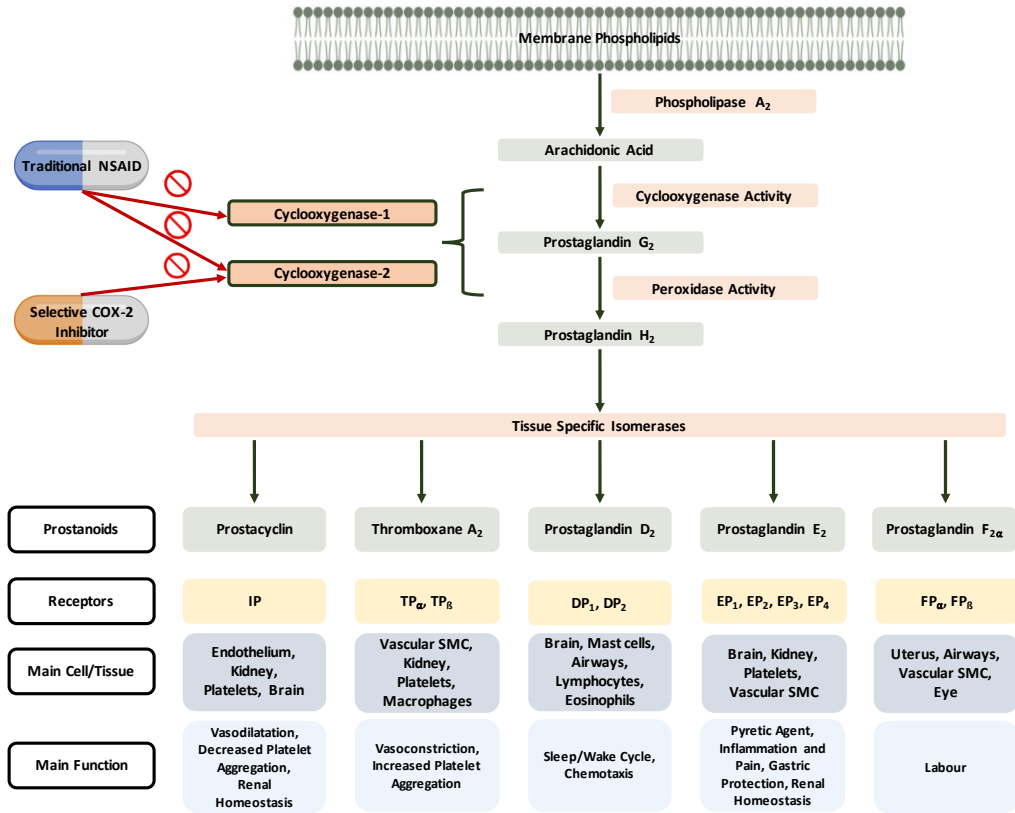 Membrane Phospholipids
Phospholipase A₂
Arachidonic Acid
Traditional NSAID
Cyclooxygenase Activity
Cyclooxygenase-1
Prostaglandin G₂
Cyclooxygenase-2
Peroxidase Activity
Selective COX-2
Inhibitor
Prostaglandin H₂
Tissue Specific Isomerases
Prostanoids
Prostacyclin
Thromboxane A₂
Prostaglandin D₂
Prostaglandin E₂
Prostaglandin F₂α
Receptors
IP
TPα, TPß
DP₁, DP₂
EP₁, EP₂, EP₃, EP₄
FPα, FPß
Main Cell/Tissue
Endothelium,
Kidney,
Platelets, Brain
Vascular SMC,
Kidney,
Platelets,
Macrophages
Brain, Mast cells,
Airways,
Lymphocytes,
Eosinophils
Brain, Kidney,
Platelets,
Vascular SMC
Uterus, Airways,
Vascular SMC,
Eye
Main Function
Vasodilatation,
Decreased Platelet
Aggregation,
Renal
Homeostasis
Vasoconstriction,
Increased Platelet
Aggregation
Sleep/Wake Cycle,
Chemotaxis
Pyretic Agent,
Inflammation and
Pain, Gastric
Protection, Renal
Homeostasis
Labour